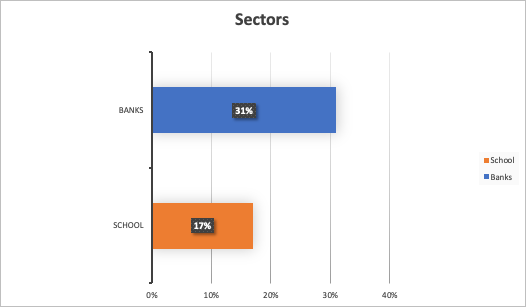 Sectors
BANKS
31%
School
Banks
SCHOOL
17%
0%
10%
20%
30%
40%